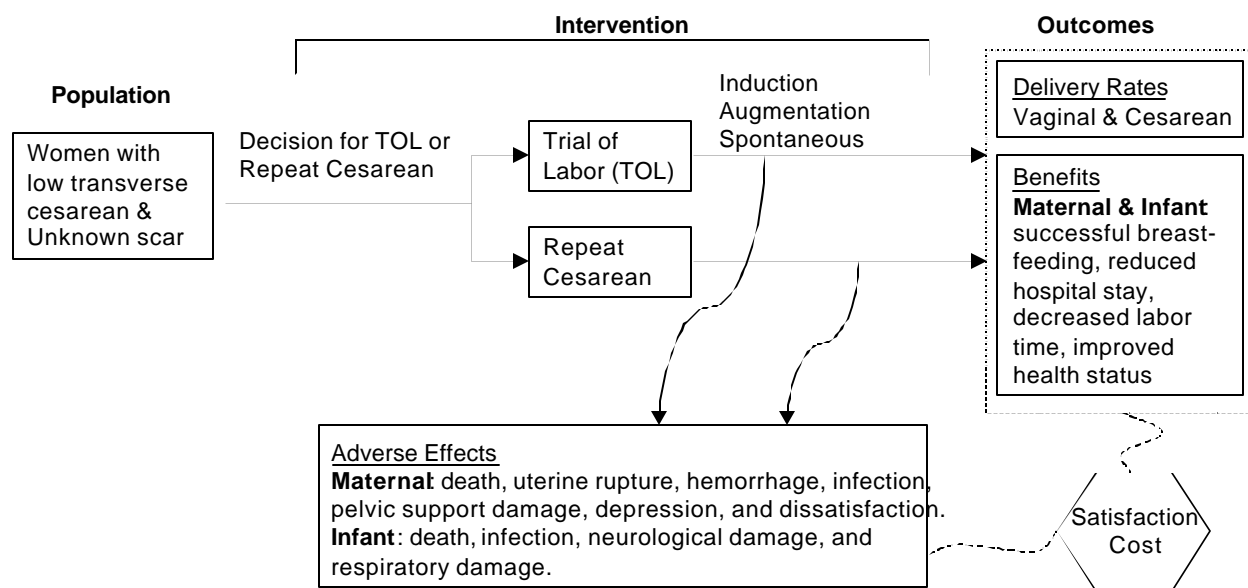 Intervention
Outcomes
Population
Women with
low transverse
cesarean &
Unknown scar
Decision for TOL or
Repeat Cesarean
Trial of
Labor (TOL)
Repeat
Cesarean
Induction
Augmentation
Spontaneous
Delivery Rates
Vaginal & Cesarean
Benefits
Maternal & Infant
successful breast-
feeding, reduced
hospital stay,
decreased labor
time, improved
health status
Adverse Effects
Maternal: death, uterine rupture, hemorrhage, infection,
pelvic support damage, depression, and dissatisfaction.
Infant: death, infection, neurological damage, and
respiratory damage.
Satisfaction
Cost